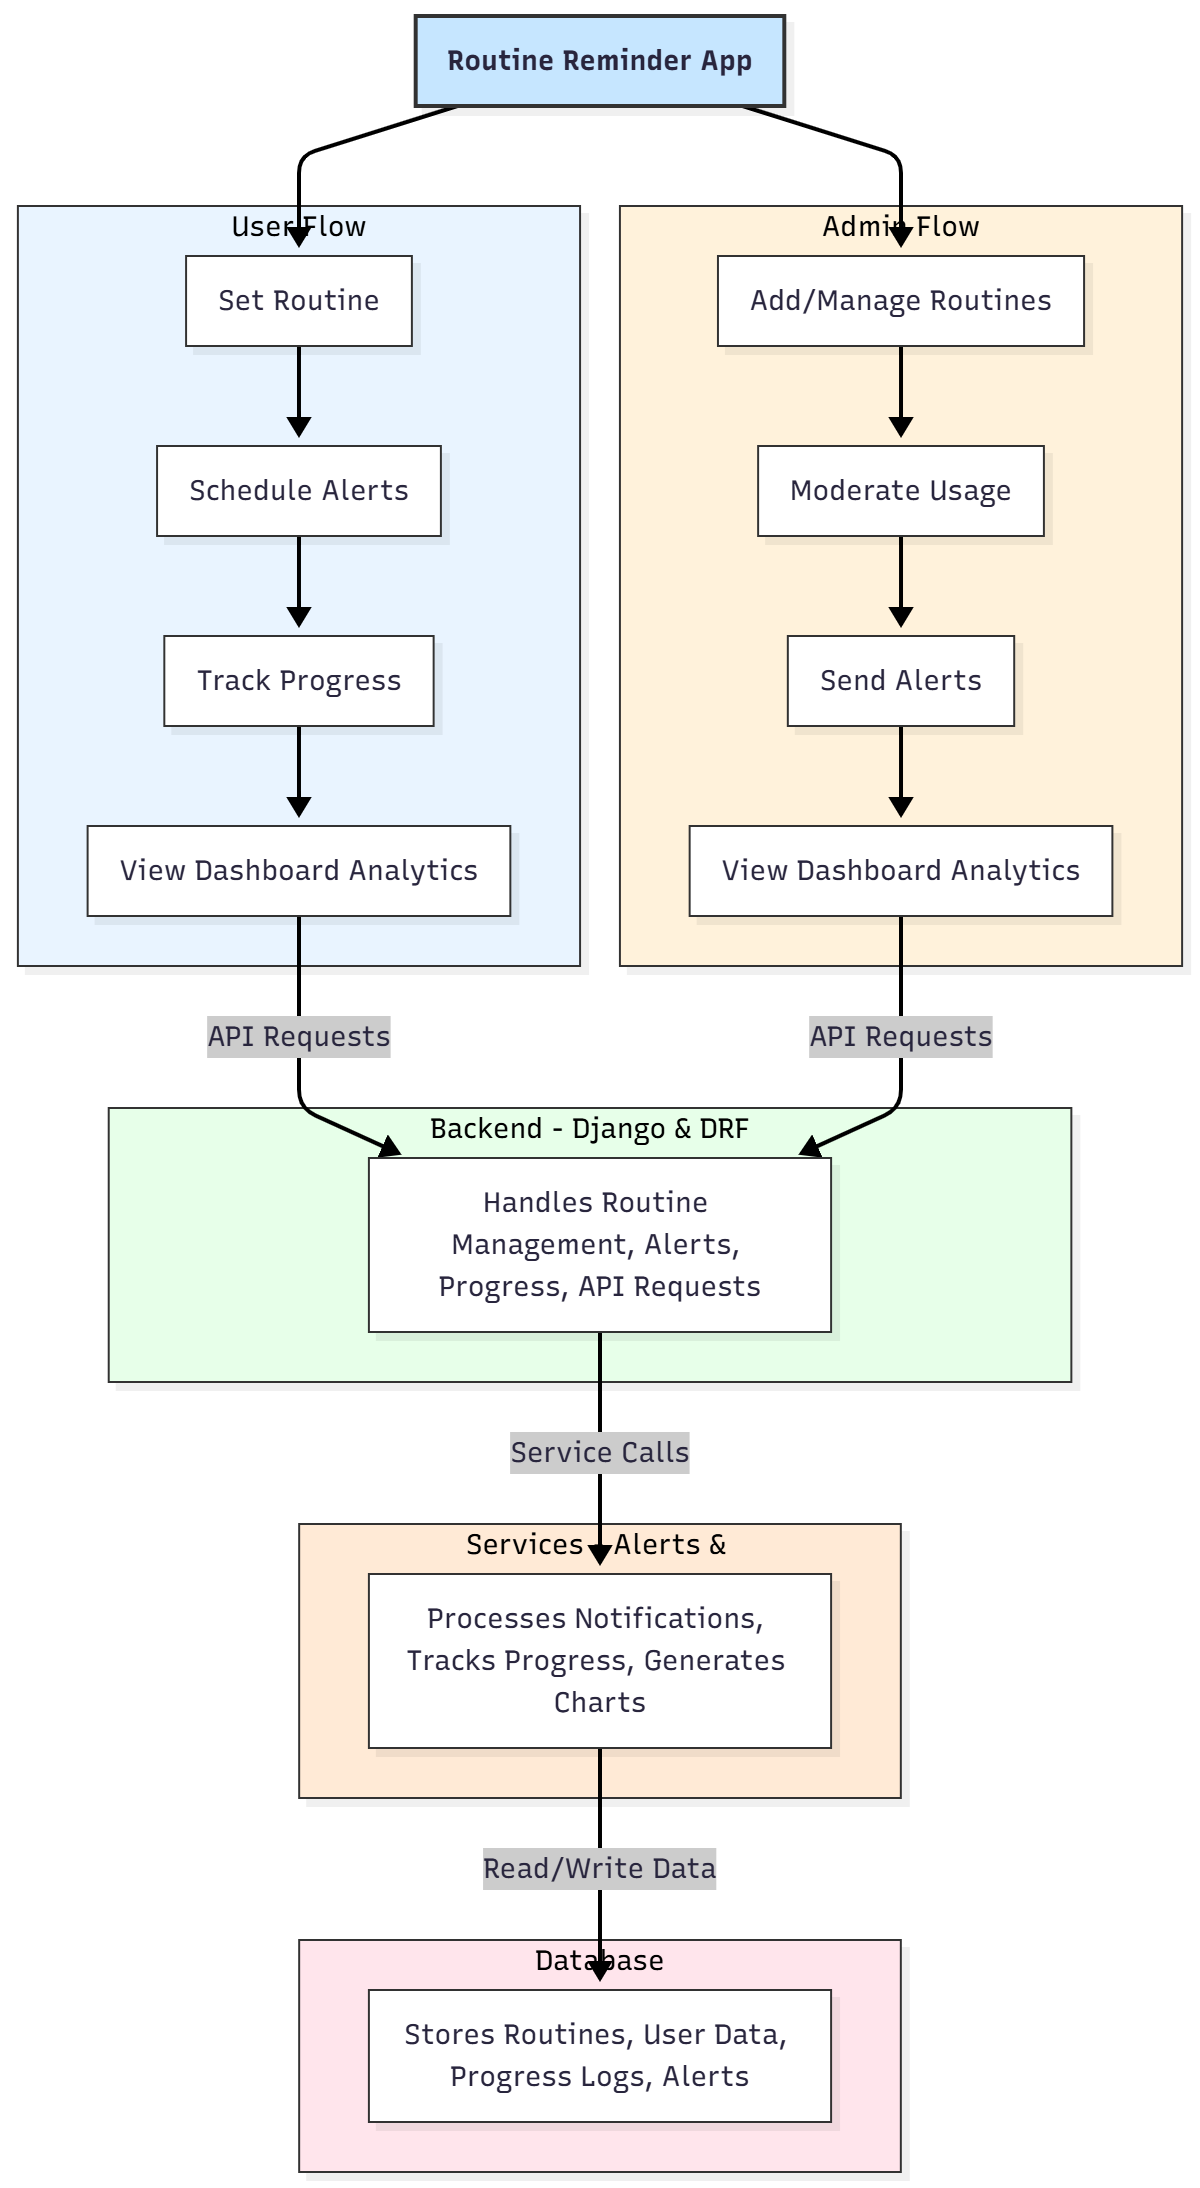 Routine Reminder App
User Flow
Set Routine
Schedule Alerts
Track Progress
View Dashboard Analytics
API Requests
Admin Flow
Add/Manage Routines
Moderate Usage
Send Alerts
View Dashboard Analytics
API Requests
Backend - Django & DRF
Handles Routine
Management, Alerts,
Progress, API Requests
Service Calls
Services Alerts &
Processes Notifications,
Tracks Progress, Generates
Charts
Read/Write Data
Database
Stores Routines, User Data,
Progress Logs, Alerts